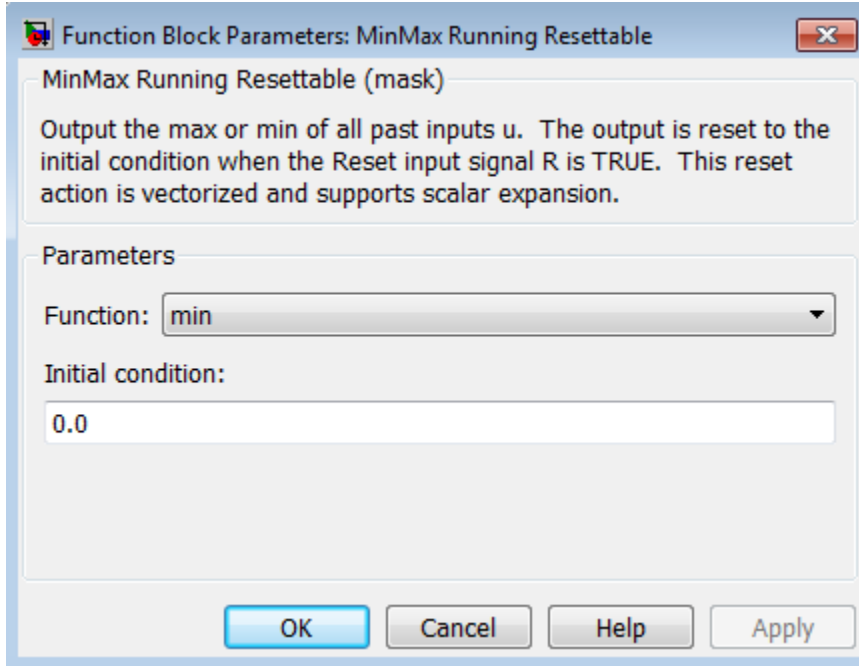 Function Block Parameters: MinMax Running Resettable
MinMax Running Resettable (mask)
Output the max or min of all past inputs u.  The output is reset to the
initial condition when the Reset input signal R is TRUE.  This reset
action is vectorized and supports scalar expansion.
Parameters
Function: min
Initial condition:
0.0
OK Cancel Help Apply